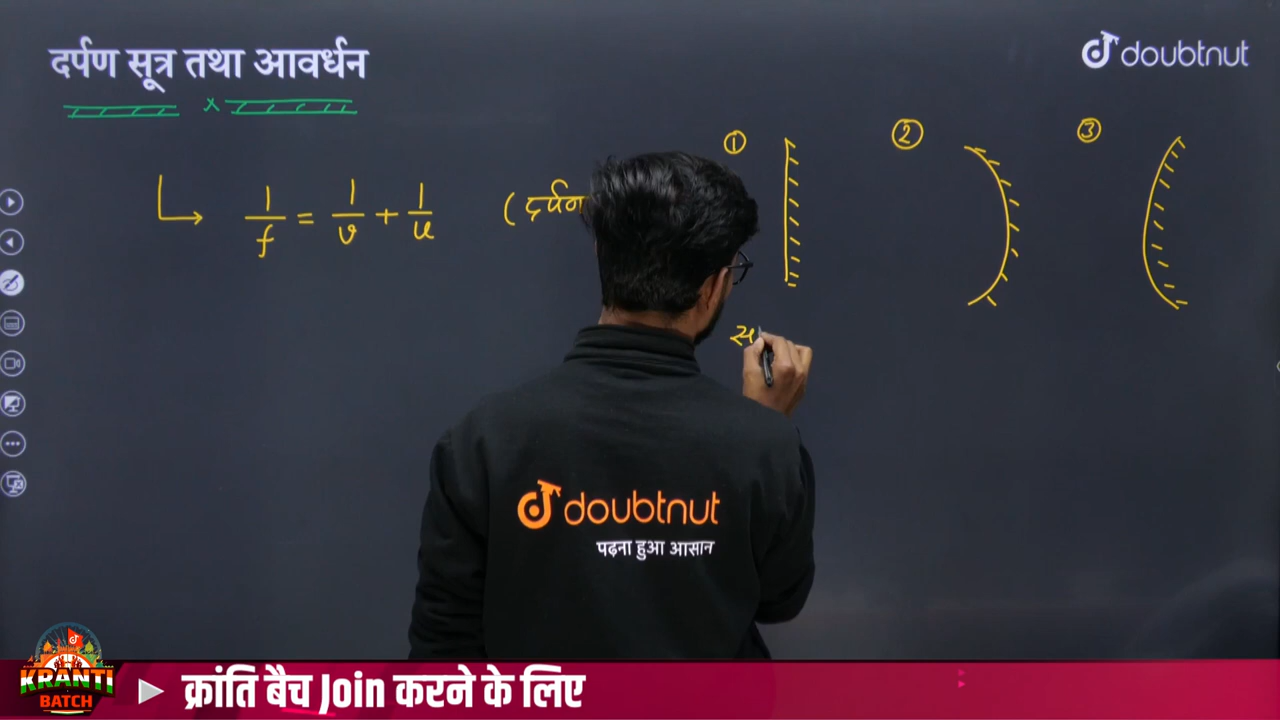 दर्पण सूत्र तथा आवर्धन
doubtnut
1/f = 1/v + 1/u
(दर्पन
① ② ③
doubtnut
पढ़ना हुआ आसान
KRANTI
BATCH
क्रांति बैच Join करने के लिए